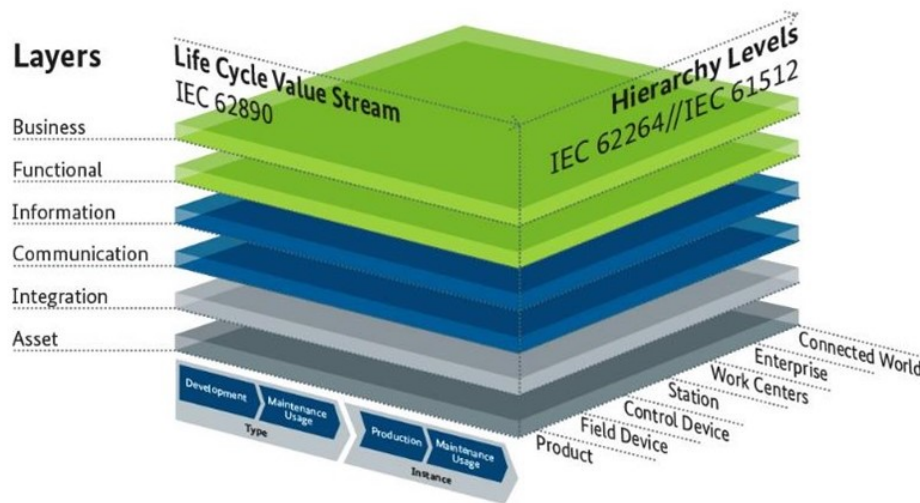 Layers
Life Cycle Value Stream
IEC 62890
Hierarchy Levels
IEC 62264//IEC 61512
Business
Functional
Information
Communication
Integration
Asset
Development
Maintenance
Usage
Type
Production
Maintenance
Usage
Instance
Product
Field Device
Control Device
Station
Work Centers
Enterprise
Connected World